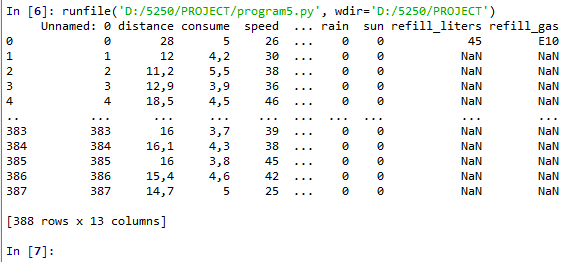 In [6]: runfile('D:/5250/PROJECT/program5.py', wdir='D:/5250/PROJECT')
Unnamed: 0 distance consume speed ... rain sun refill_liters refill_gas
0 0 28 5 26 ... 0 0 45 E10
1 1 12 4,2 30 ... 0 0 NaN NaN
2 2 11,2 5,5 38 ... 0 0 NaN NaN
3 3 12,9 3,9 36 ... 0 0 NaN NaN
4 4 18,5 4,5 46 ... 0 0 NaN NaN
.. ... ... ... ... ... ... ... ... ...
383 383 16 3,7 39 ... 0 0 NaN NaN
384 384 16,1 4,3 38 ... 0 0 NaN NaN
385 385 16 3,8 45 ... 0 0 NaN NaN
386 386 15,4 4,6 42 ... 0 0 NaN NaN
387 387 14,7 5 25 ... 0 0 NaN NaN
[388 rows x 13 columns]
In [7]: